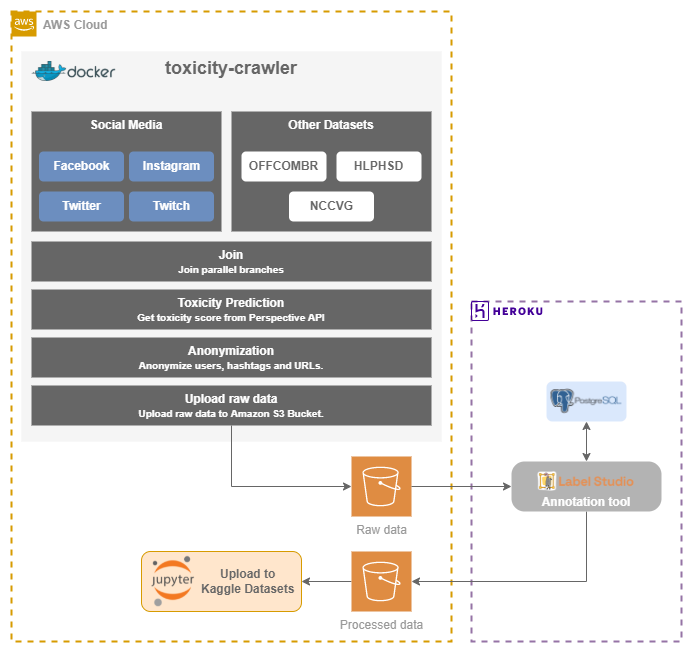 aws
AWS Cloud
docker
toxicity-crawler
Social Media
Facebook
Instagram
Twitter
Twitch
Other Datasets
OFFCOMBR
HLPHSD
NCCVG
Join
Join parallel branches
Toxicity Prediction
Get toxicity score from Perspective API
Anonymization
Anonymize users, hashtags and URLs.
Upload raw data
Upload raw data to Amazon S3 Bucket.
HEROKU
PostgreSQL
Label Studio
Annotation tool
Raw data
jupyter
Upload to
Kaggle Datasets
Processed data